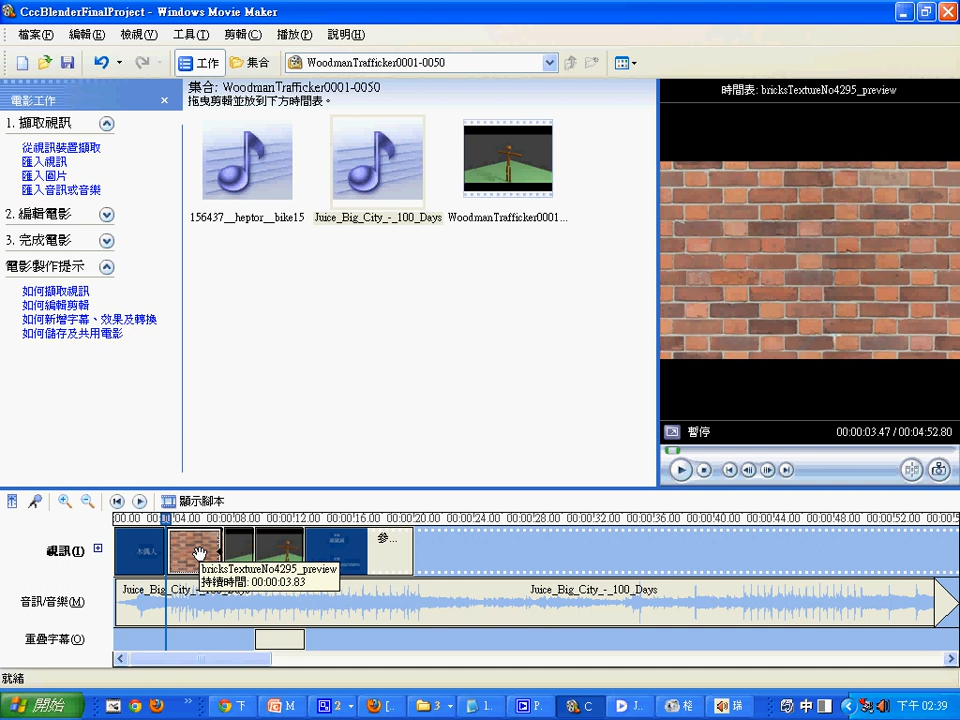 CccBlenderFinalProject - Windows Movie Maker
檔案(F) 編輯(E) 檢視(V) 工具(T) 剪輯(C) 播放(P) 說明(H)
工作 集合 WoodmanTrafficker0001-0050
電影工作
1. 擷取視訊
從視訊裝置擷取
匯入視訊
匯入圖片
匯入音訊或音樂
2. 編輯電影
3. 完成電影
電影製作提示
如何擷取視訊
如何編輯剪輯
如何新增字幕、效果及轉換
如何儲存及共用電影
集合: WoodmanTrafficker0001-0050
拖曳剪輯並放到下方時間表。
156437__heptor__bike15 Juice_Big_City_-_100_Days WoodmanTrafficker0001...
時間表: bricksTextureNo4295_preview
暫停 00:00:03.47 / 00:04:52.80
顯示腳本
00.00 00:00:04.00 00:00:08.00 00:00:12.00 00:00:16.00 00:00:20.00 00:00:24.00 00:00:28.00 00:00:32.00 00:00:36.00 00:00:40.00 00:00:44.00 00:00:48.00 00:00:52.00
視訊(I) 木偶人 參...
bricksTextureNo4295_preview
持續時間: 00:00:03.83
音訊/音樂(M) Juice_Big_City_-_100_Days Juice_Big_City_-_100_Days
重疊字幕(O)
就緒
開始 下 M 2 [ 3 1. P. C J.. 瑞 中 下午 02:39